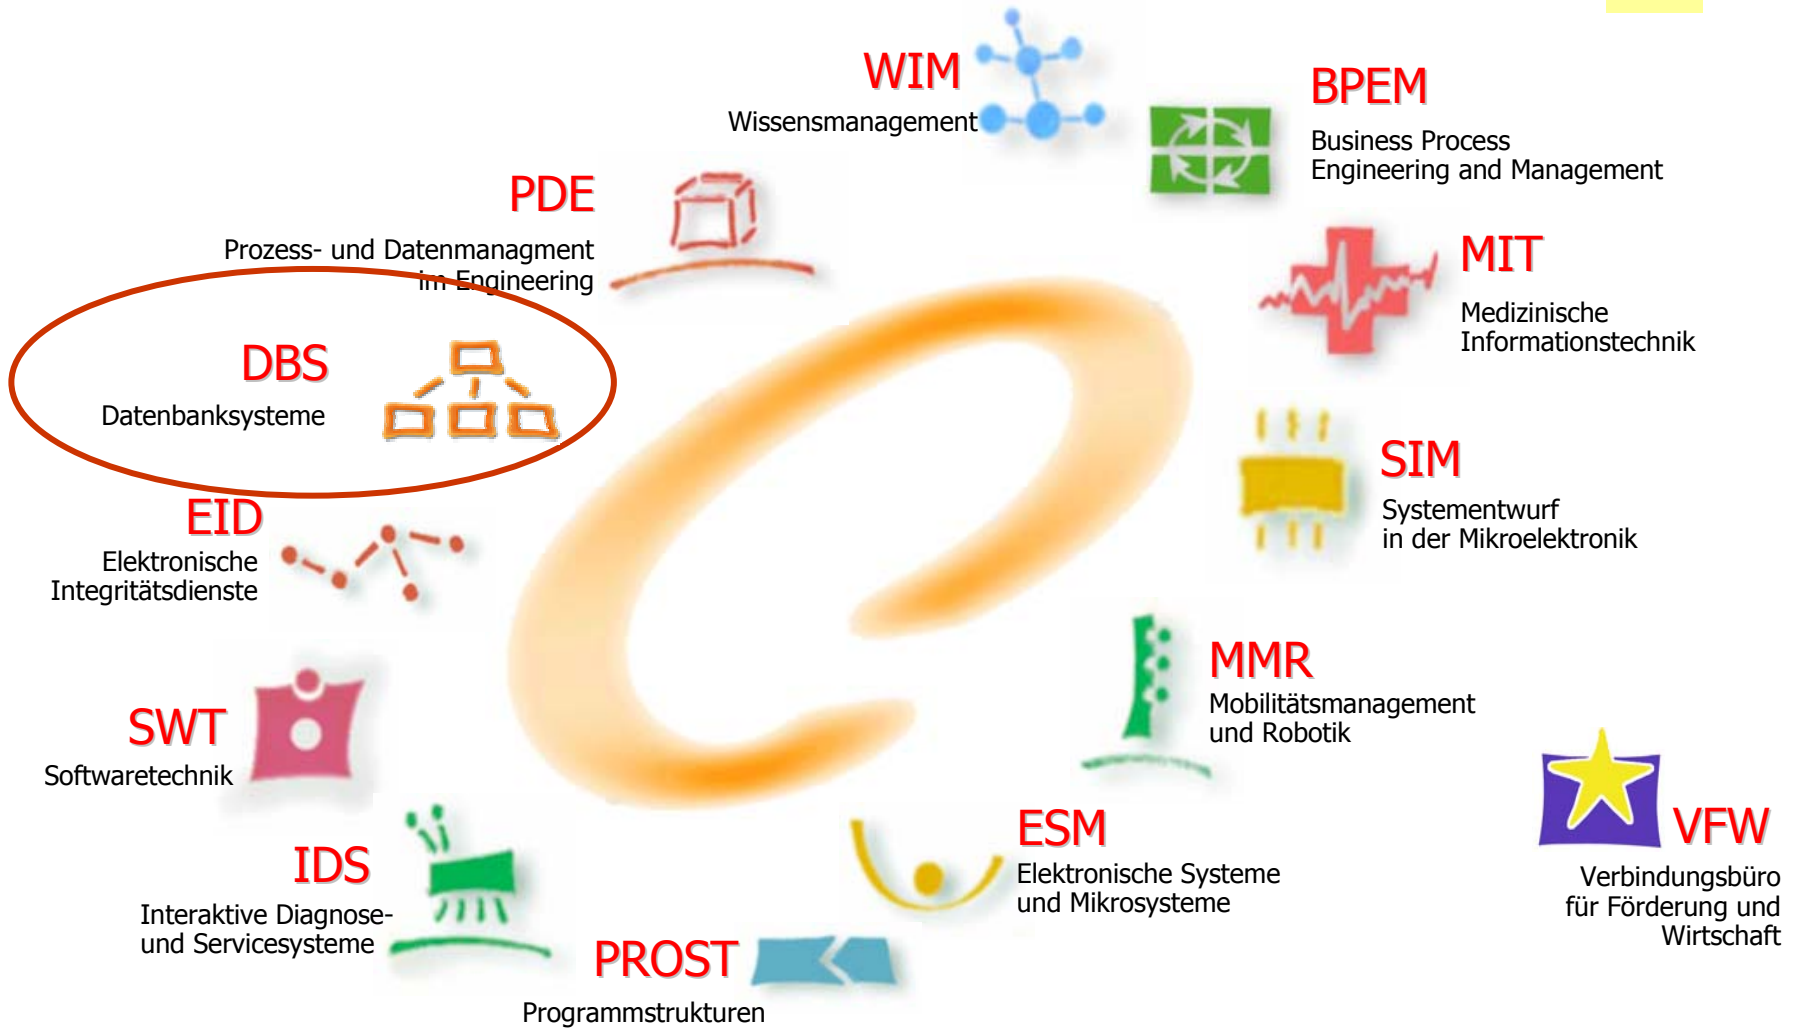 WIM
Wissensmanagement
BPEM
Business Process
Engineering and Management
PDE
Prozess- und Datenmanagment
im Engineering
MIT
Medizinische
Informationstechnik
DBS
Datenbanksysteme
SIM
Systementwurf
in der Mikroelektronik
EID
Elektronische
Integritätsdienste
MMR
Mobilitätsmanagement
und Robotik
SWT
Softwaretechnik
VFW
Verbindungsbüro
für Förderung und
Wirtschaft
ESM
Elektronische Systeme
und Mikrosysteme
IDS
Interaktive Diagnose-
und Servicesysteme
PROST
Programmstrukturen